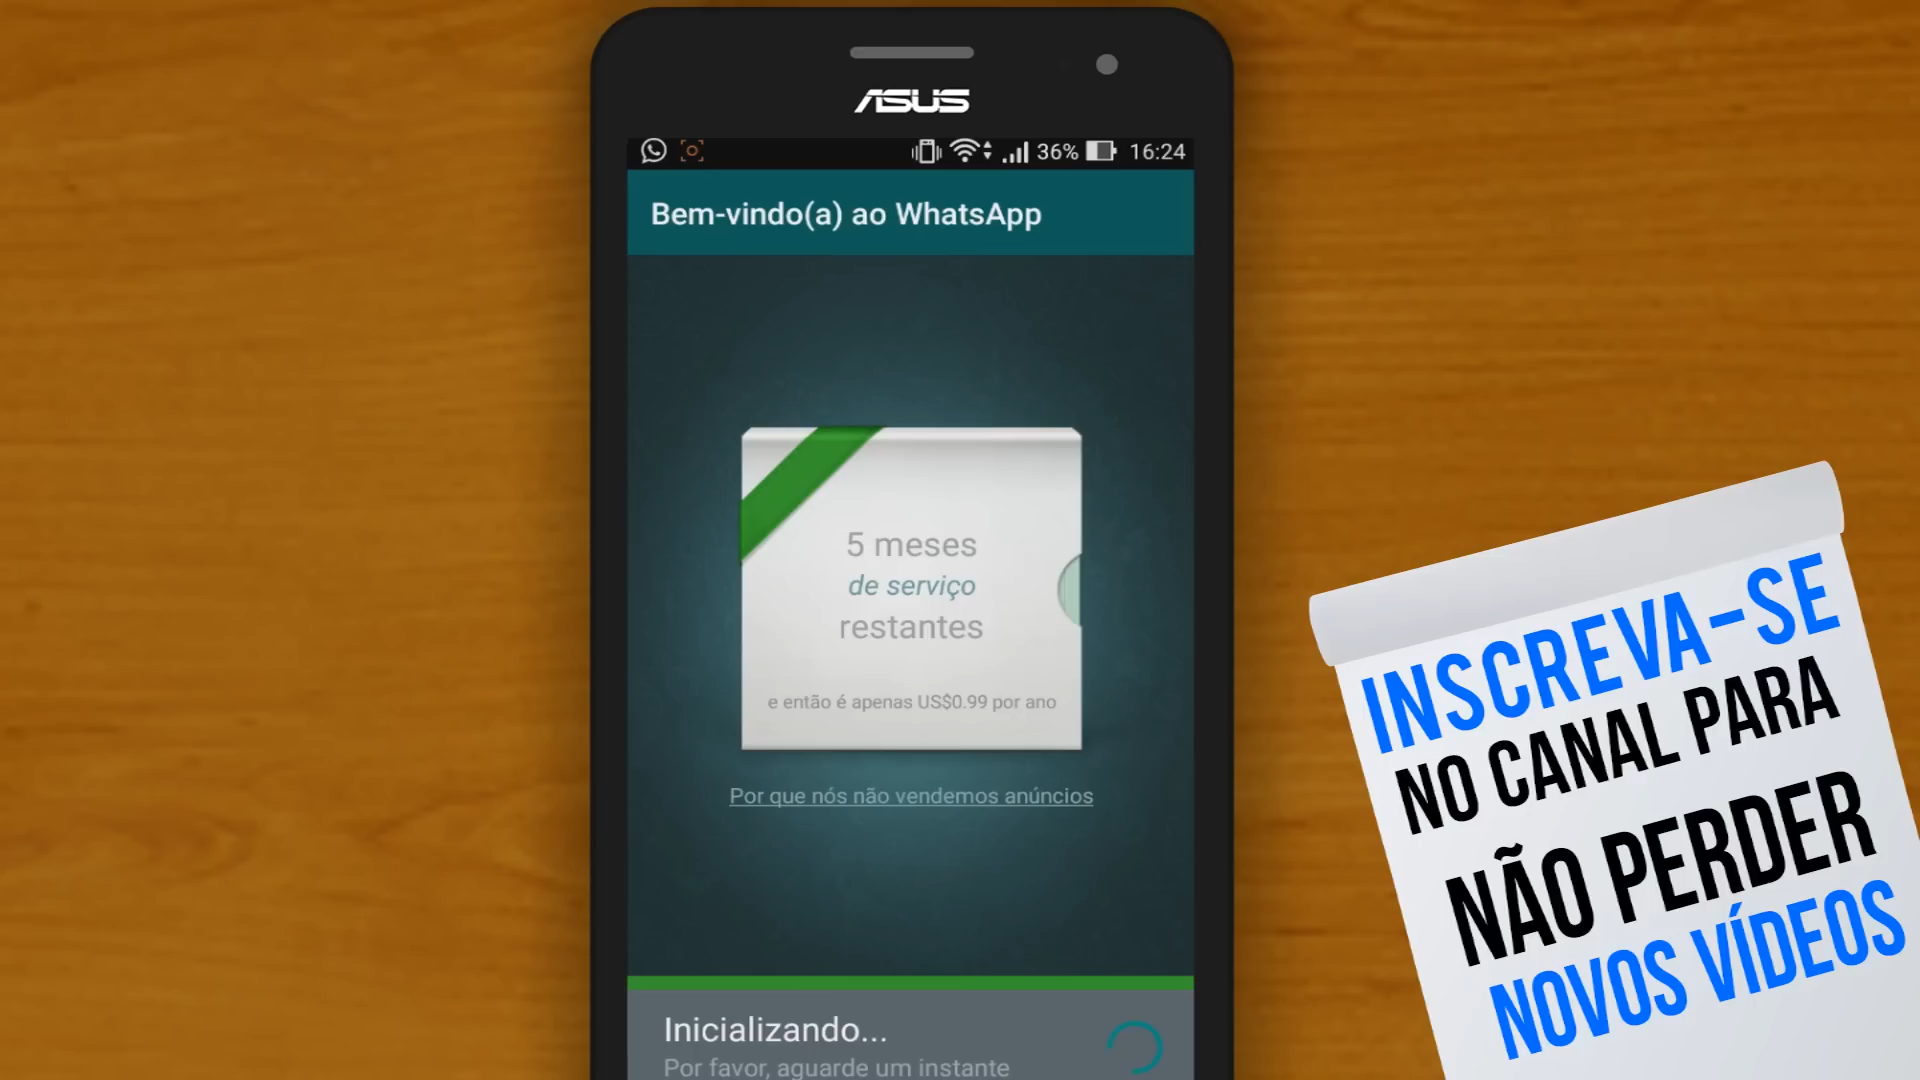 ASUS
36% 16:24
Bem-vindo(a) ao WhatsApp
5 meses
de serviço
restantes
e então é apenas US$0.99 por ano
Por que nós não vendemos anúncios
Inicializando...
Por favor, aguarde um instante
INSCREVA-SE
NO CANAL PARA
NÃO PERDER
NOVOS VÍDEOS